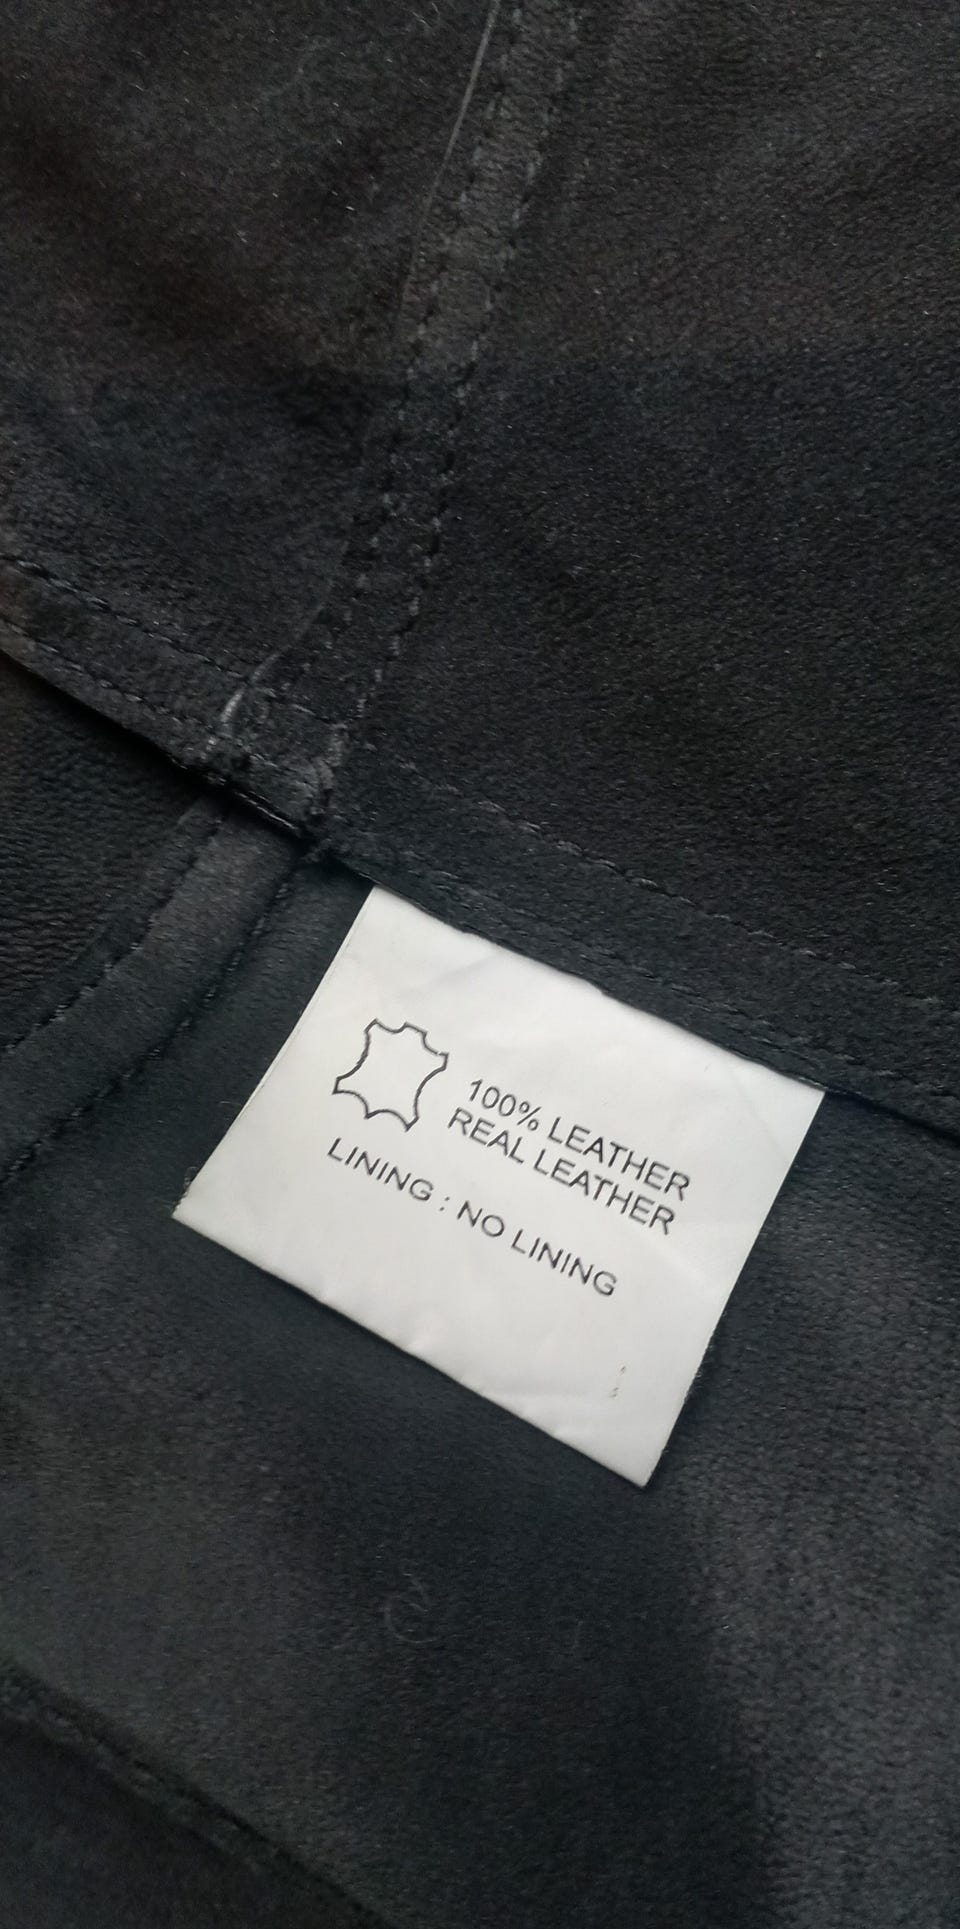 100% LEATHER
REAL LEATHER
LINING : NO LINING